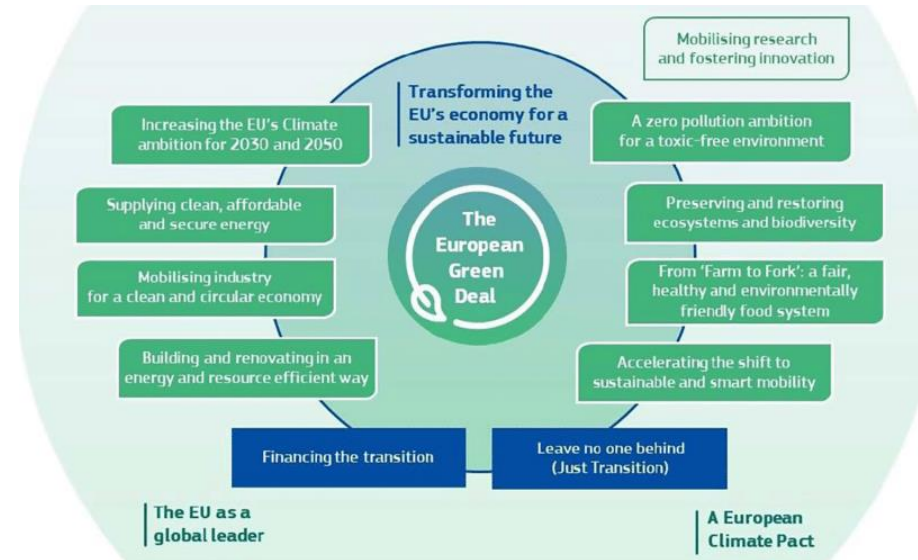 Mobilising research
and fostering innovation
Transforming the
EU's economy for a
sustainable future
Increasing the EU's Climate
ambition for 2030 and 2050
A zero pollution ambition
for a toxic-free environment
Supplying clean, affordable
and secure energy
Preserving and restoring
ecosystems and biodiversity
The
European
Green
Deal
Mobilising industry
for a clean and circular economy
From 'Farm to Fork': a fair,
healthy and environmentally
friendly food system
Building and renovating in an
energy and resource efficient way
Accelerating the shift to
sustainable and smart mobility
Financing the transition
Leave no one behind
(Just Transition)
The EU as a
global leader
A European
Climate Pact